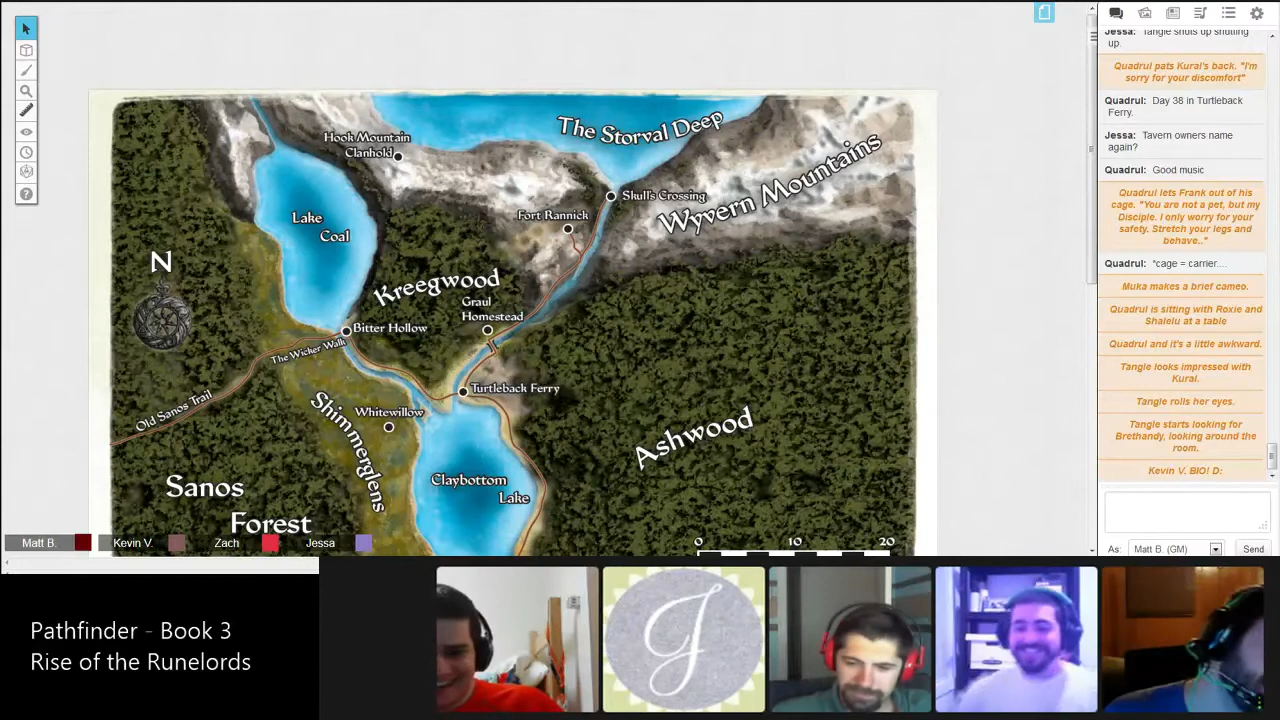 Jessa: Tangle shuts up shutting
up.
Quadrul pats Kural's back. "I'm
sorry for your discomfort"
Quadrul: Day 38 in Turtleback
Ferry.
Jessa: Tavern owners name
again?
Quadrul: Good music
Quadrul lets Frank out of his
cage. "You are not a pet, but my
Disciple. I only worry for your
safety. Stretch your legs and
behave.."
Quadrul: *cage = carrier....
Muka makes a brief cameo.
Quadrul is sitting with Roxie and
Shalelu at a table
Quadrul and it's a little awkward.
Tangle looks impressed with
Kural.
Tangle rolls her eyes.
Tangle starts looking for
Brethandy, looking around the
room.
Kevin V. BIO! D:
As: Matt B. (GM) Send
The Storval Deep
Hook Mountain
Clanhold
Skull's Crossing
Wyvern Mountains
Lake
Coal
Fort Rannick
N
Kreegwood
Graul
Homestead
Bitter Hollow
The Wicker Walk
Turtleback Ferry
Old Sanos Trail
Whitewillow
Shimmerglens
Ashwood
Claybottom
Lake
Sanos
Forest
0 10 20
Matt B. Kevin V. Zach Jessa
Pathfinder - Book 3
Rise of the Runelords
J